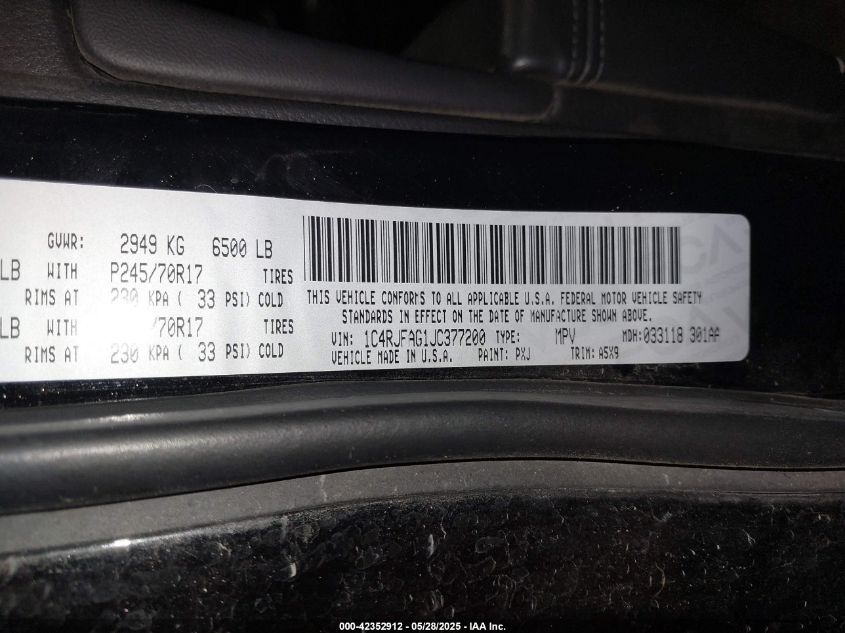 GVWR: 2949 KG 6500 LB
LB WITH P245/70R17 TIRES
RIMS AT 230 KPA ( 33 PSI) COLD
LB WITH /70R17 TIRES
RIMS AT 230 KPA ( 33 PSI) COLD
THIS VEHICLE CONFORMS TO ALL APPLICABLE U.S.A. FEDERAL MOTOR VEHICLE SAFETY
STANDARDS IN EFFECT ON THE DATE OF MANUFACTURE SHOWN ABOVE.
VIN: 1C4RJFAG1JC377200 TYPE: MPV MDH: 033118 301AA
VEHICLE MADE IN U.S.A. PAINT: PXJ TRIM: A5X9
000-42352912 - 05/28/2025 - IAA Inc.